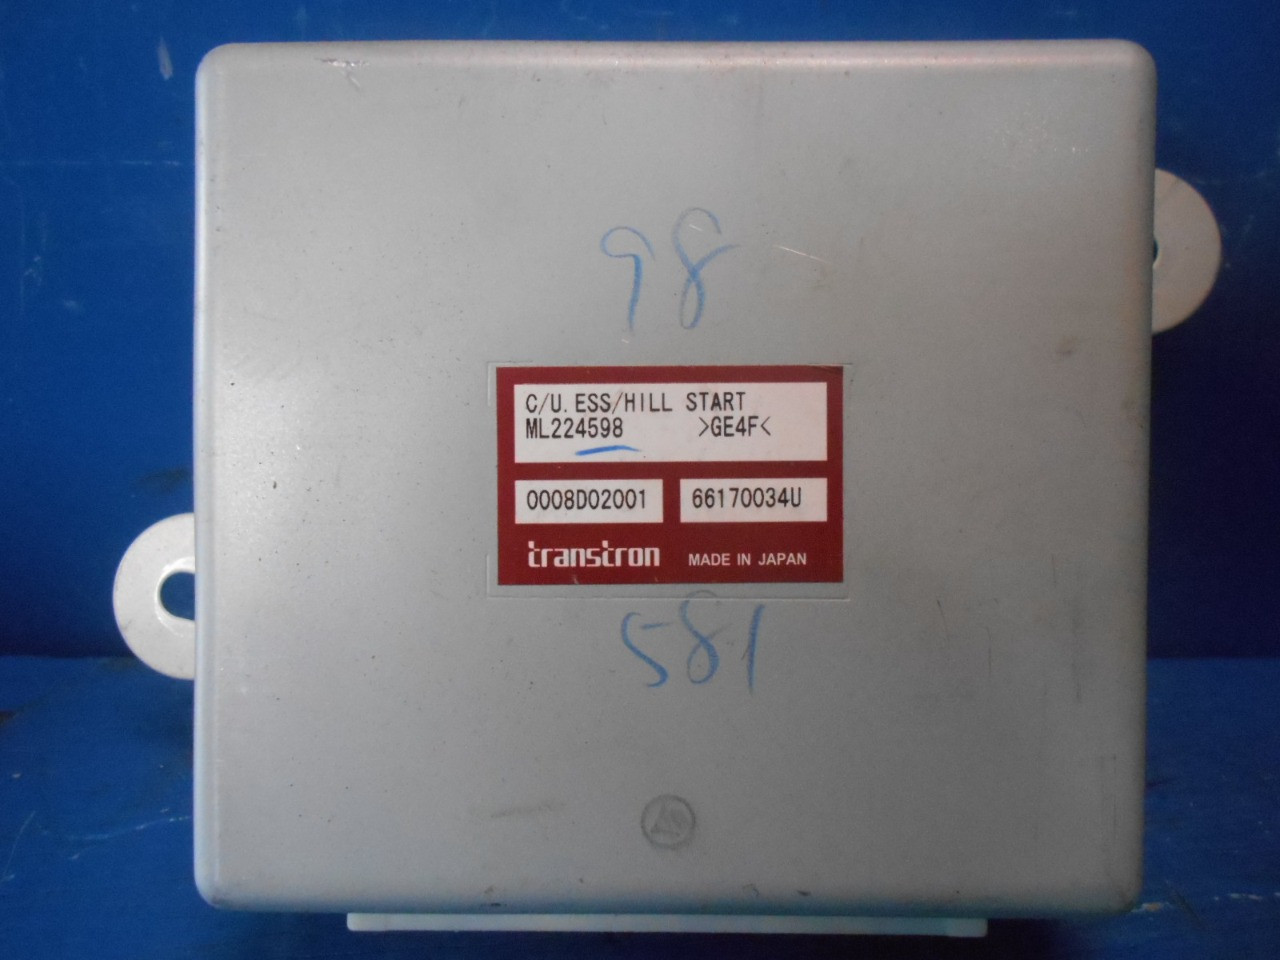 98
C/U. ESS/HILL START
ML224598 >GE4F<
0008D02001 66170034U
transtron MADE IN JAPAN
581